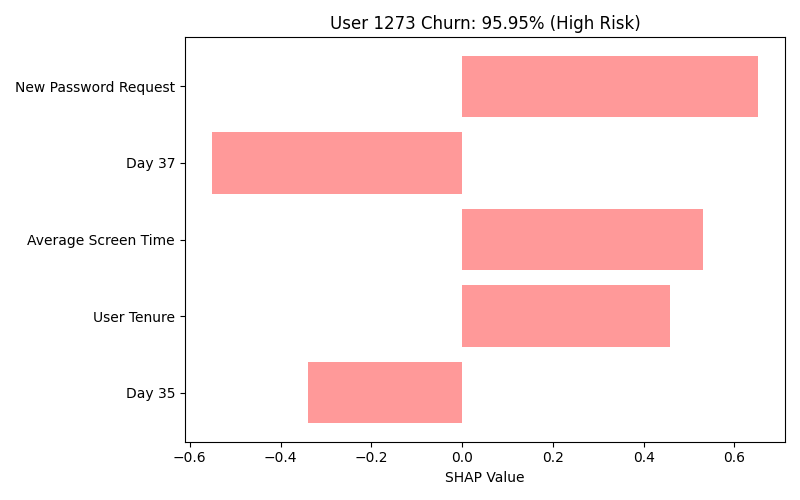 User 1273 Churn: 95.95% (High Risk)
New Password Request
Day 37
Average Screen Time
User Tenure
Day 35
−0.6 −0.4 −0.2 0.0 0.2 0.4 0.6
SHAP Value